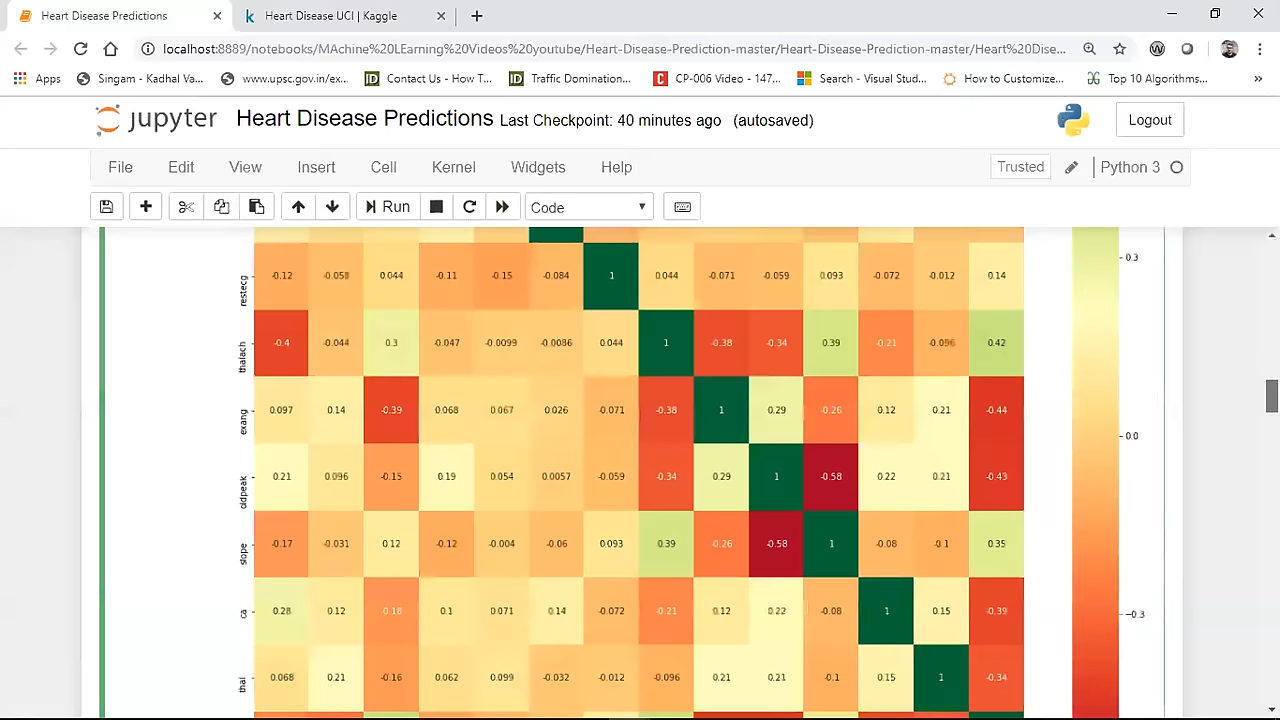 Heart Disease Predictions
Heart Disease UCI | Kaggle
localhost:8889/notebooks/MAchine%20LEarning%20Videos%20youtube/Heart-Disease-Prediction-master/Heart-Disease-Prediction-master/Heart%20Dise...
Apps Singam - Kadhal Va... www.upsc.gov.in/ex... Contact Us - How T... Traffic Domination... CP-006 Video - 147... Search - Visual Stud... How to Customize... Top 10 Algorithms... »
jupyter Heart Disease Predictions Last Checkpoint: 40 minutes ago (autosaved) Logout
File Edit View Insert Cell Kernel Widgets Help Trusted Python 3
Run Code
restecg -0.12 -0.058 0.044 -0.11 -0.15 -0.084 1 0.044 -0.071 -0.059 0.093 -0.072 -0.012 0.14
0.3
thalach -0.4 -0.044 0.3 -0.047 -0.0099 -0.0086 0.044 1 -0.38 -0.34 0.39 -0.21 -0.096 0.42
exang 0.097 0.14 -0.39 0.068 0.067 0.026 -0.071 -0.38 1 0.29 -0.26 0.12 0.21 -0.44
0.0
oldpeak 0.21 0.096 -0.15 0.19 0.054 0.0057 -0.059 -0.34 0.29 1 -0.58 0.22 0.21 -0.43
slope -0.17 -0.031 0.12 -0.12 -0.004 -0.06 0.093 0.39 -0.26 -0.58 1 -0.08 -0.1 0.35
ca 0.28 0.12 -0.18 0.1 0.071 0.14 -0.072 -0.21 0.12 0.22 -0.08 1 0.15 -0.39
-0.3
thal 0.068 0.21 -0.16 0.062 0.099 -0.032 -0.012 -0.096 0.21 0.21 -0.1 0.15 1 -0.34